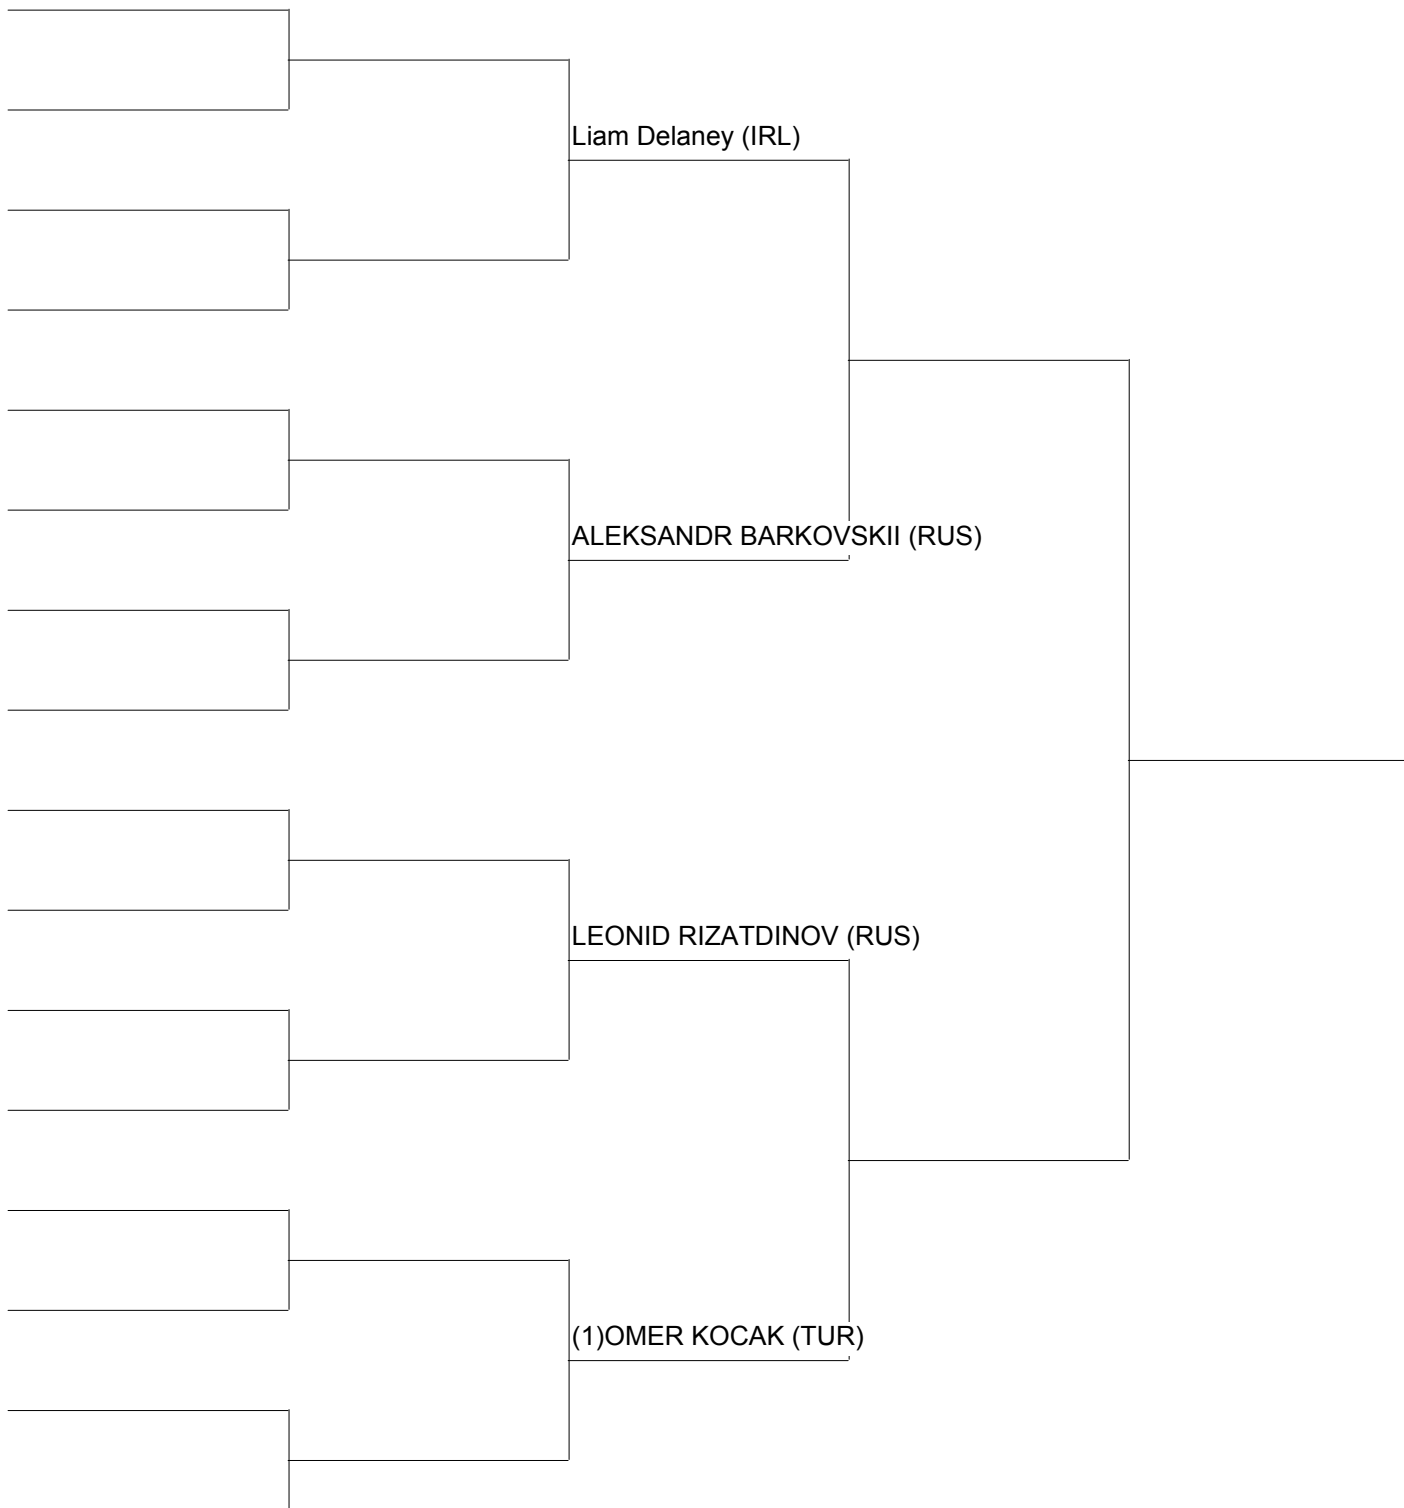 Liam Delaney (IRL)
ALEKSANDR BARKOVSKII (RUS)
LEONID RIZATDINOV (RUS)
(1)OMER KOCAK (TUR)